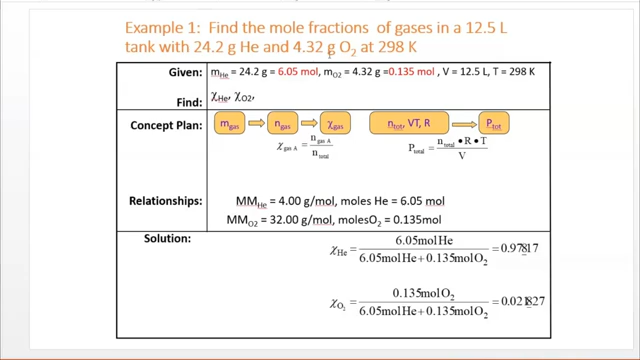 Example 1: Find the mole fractions of gases in a 12.5 L
tank with 24.2 g He and 4.32 g O2 at 298 K
Given: mHe = 24.2 g = 6.05 mol, mO2 = 4.32 g =0.135 mol , V = 12.5 L, T = 298 K
Find: χHe, χO2,
Concept Plan: mgas ngas χgas ntot, VT, R Ptot
χgas A = ngas A / ntotal Ptotal = ntotal • R • T / V
Relationships: MMHe = 4.00 g/mol, moles He = 6.05 mol
MMO2 = 32.00 g/mol, molesO2 = 0.135mol
Solution:
χHe = 6.05mol He / 6.05mol He + 0.135mol O2 = 0.97817
χO2 = 0.135mol O2 / 6.05mol He + 0.135mol O2 = 0.021827